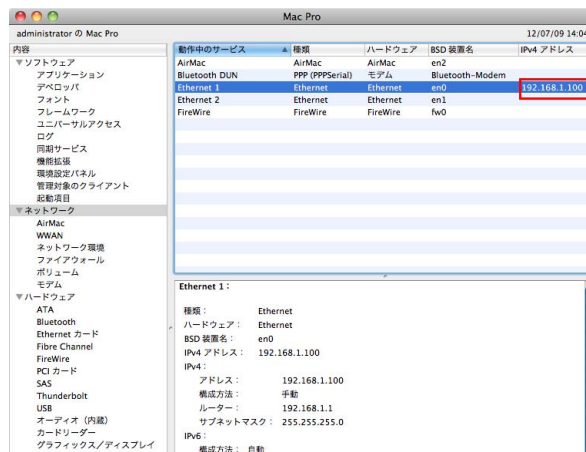 Mac Pro
administrator の Mac Pro
12/07/09 14:04
内容
▼ソフトウェア
アプリケーション
デベロッパ
フォント
フレームワーク
ユニバーサルアクセス
ログ
同期サービス
機能拡張
環境設定パネル
管理対象のクライアント
起動項目
▼ネットワーク
AirMac
WWAN
ネットワーク環境
ファイアウォール
ボリューム
モデム
▼ハードウェア
ATA
Bluetooth
Ethernet カード
Fibre Channel
FireWire
PCI カード
SAS
Thunderbolt
USB
オーディオ（内蔵）
カードリーダー
グラフィックス/ディスプレイ
動作中のサービス ▲ 種類 ハードウェア BSD 装置名 IPv4 アドレス
AirMac AirMac AirMac en2
Bluetooth DUN PPP (PPPSerial) モデム Bluetooth-Modem
Ethernet 1 Ethernet Ethernet en0 192.168.1.100
Ethernet 2 Ethernet Ethernet en1
FireWire FireWire FireWire fw0
Ethernet 1：
種類： Ethernet
ハードウェア： Ethernet
BSD 装置名： en0
IPv4 アドレス： 192.168.1.100
IPv4：
アドレス： 192.168.1.100
構成方法： 手動
ルーター： 192.168.1.1
サブネットマスク： 255.255.255.0
IPv6：
構成方法： 自動